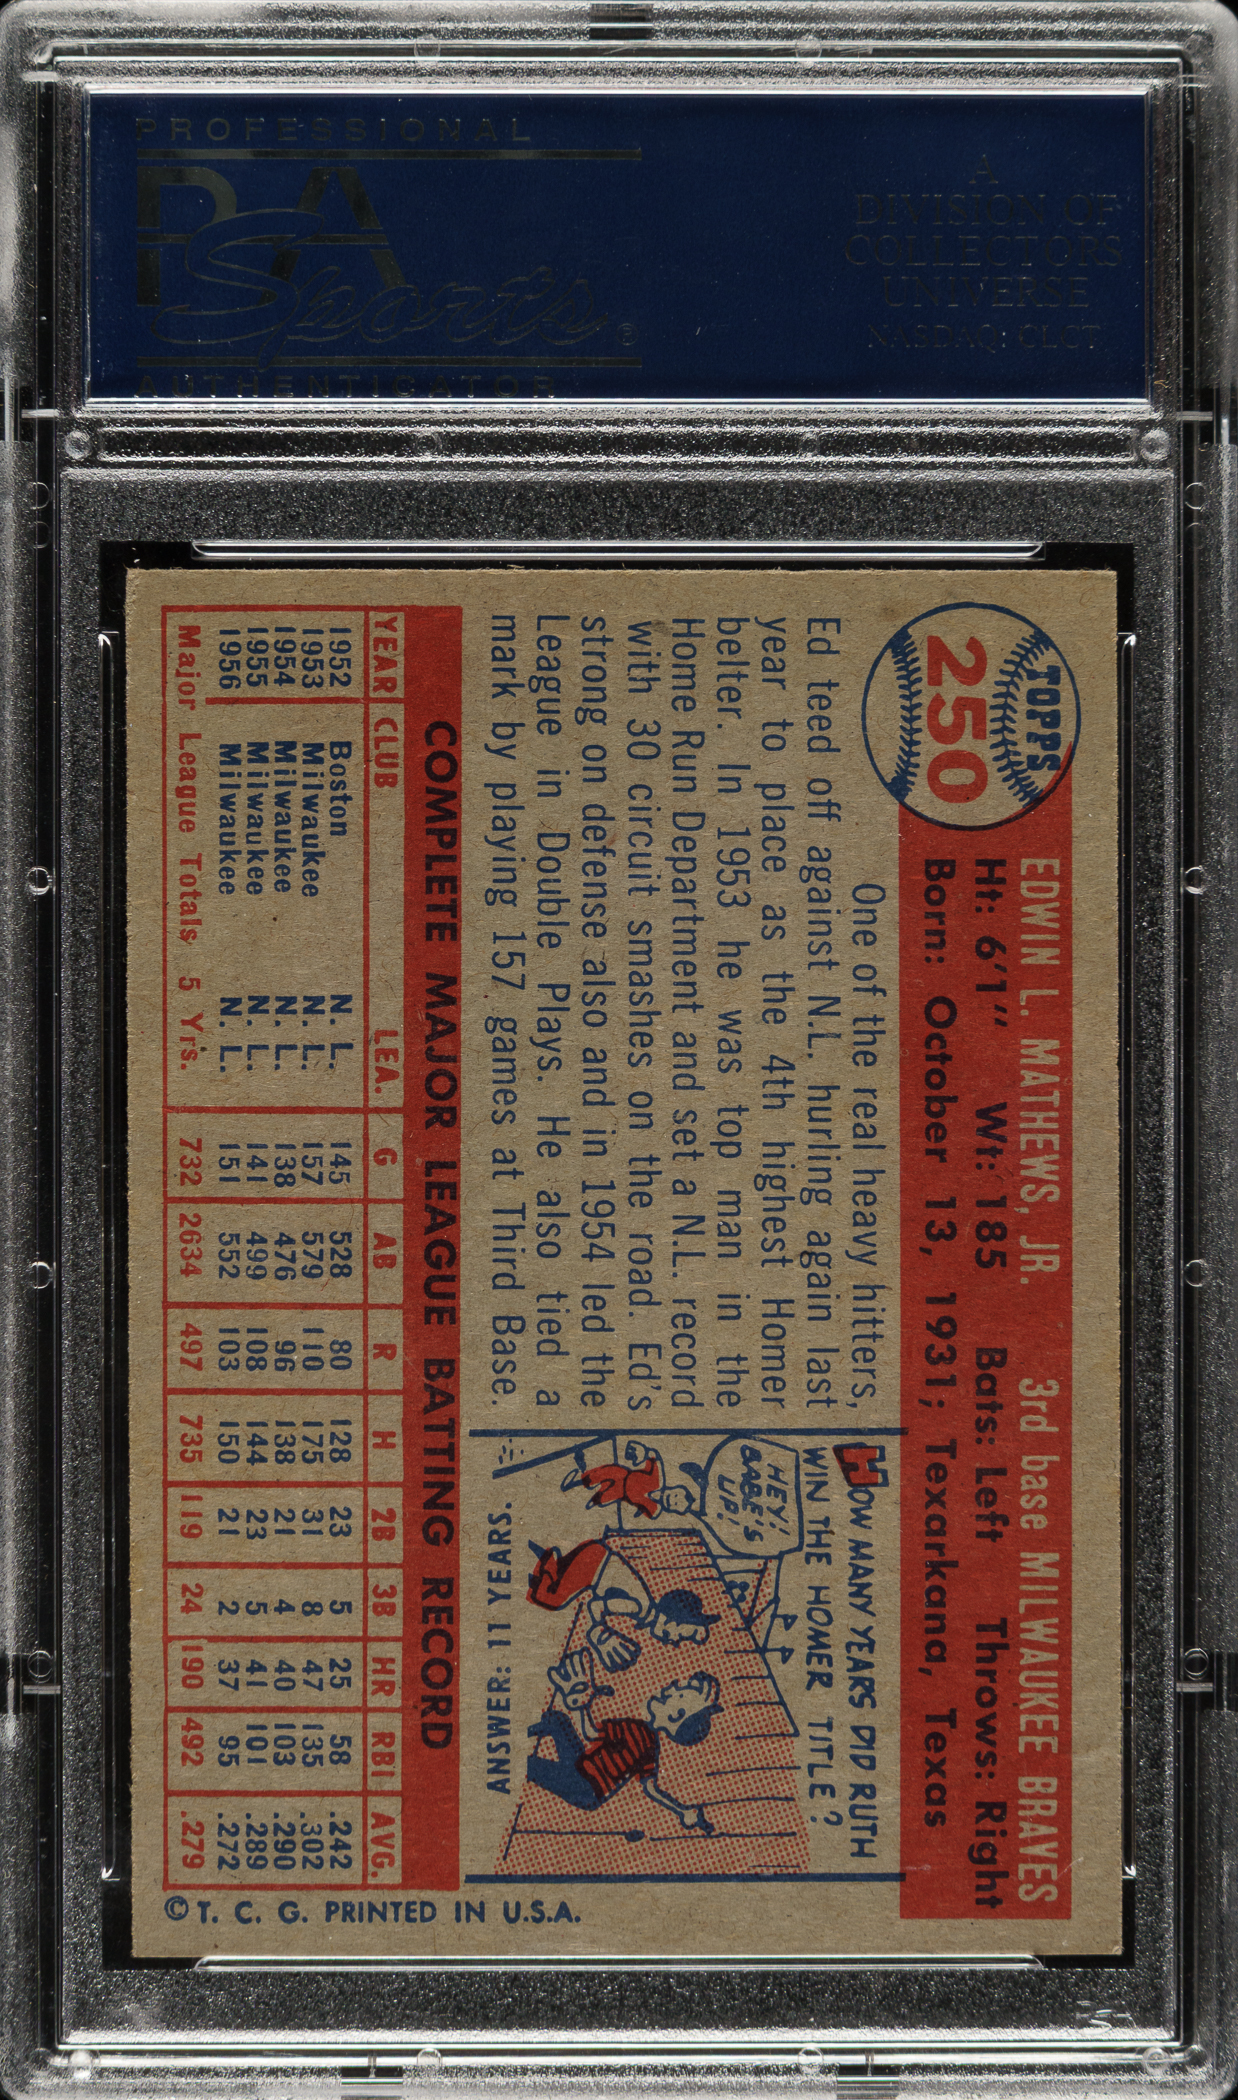 PROFESSIONAL
PSA
Sports ®
AUTHENTICATOR
A
DIVISION OF
COLLECTORS
UNIVERSE
NASDAQ: CLCT
TOPPS
250
EDWIN L. MATHEWS, JR. 3rd base MILWAUKEE BRAVES
Ht: 6'1" Wt: 185 Bats: Left Throws: Right
Born: October 13, 1931; Texarkana, Texas
One of the real heavy hitters,
Ed teed off against N.L. hurling again last
year to place as the 4th highest Homer
belter. In 1953 he was top man in the
Home Run Department and set a N.L. record
with 30 circuit smashes on the road. Ed's
strong on defense also and in 1954 led the
League in Double Plays. He also tied a
mark by playing 157 games at Third Base.
HOW MANY YEARS DID RUTH
WIN THE HOMER TITLE?
HEY!
BABE'S
UP!
ANSWER: 11 YEARS.
COMPLETE MAJOR LEAGUE BATTING RECORD
YEAR CLUB LEA. G AB R H 2B 3B HR RBI AVG.
1952 Boston N. L. 145 528 80 128 23 5 25 58 .242
1953 Milwaukee N. L. 157 579 110 175 31 8 47 135 .302
1954 Milwaukee N. L. 138 476 96 138 21 4 40 103 .290
1955 Milwaukee N. L. 141 499 108 144 23 5 41 101 .289
1956 Milwaukee N. L. 151 552 103 150 21 2 37 95 .272
Major League Totals 5 Yrs. 732 2634 497 735 119 24 190 492 .279
© T. C. G. PRINTED IN U.S.A.
PSA